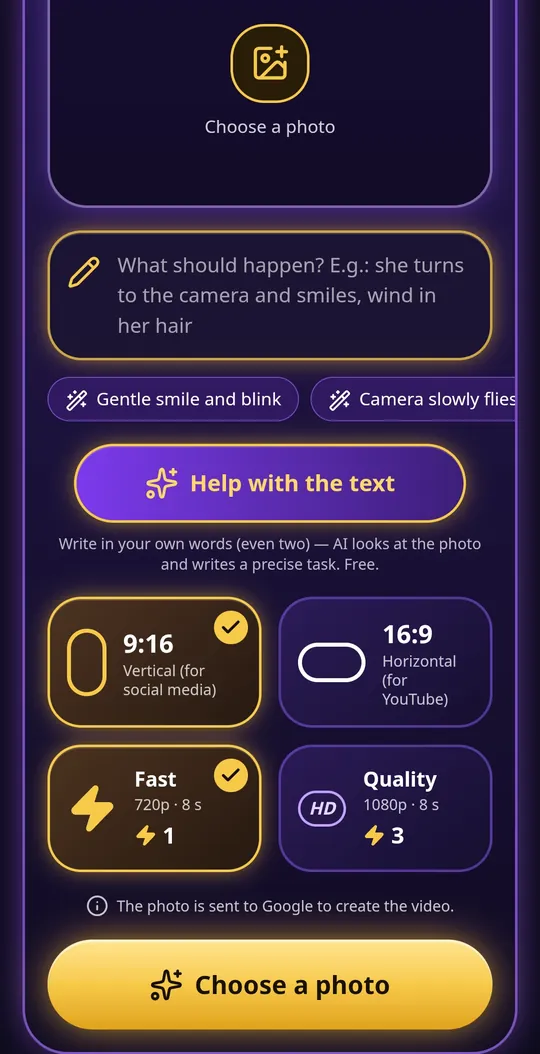 Choose a photo
What should happen? E.g.: she turns
to the camera and smiles, wind in
her hair
Gentle smile and blink
Camera slowly flies
Help with the text
Write in your own words (even two) — AI looks at the photo
and writes a precise task. Free.
9:16
Vertical (for
social media)
16:9
Horizontal
(for
YouTube)
Fast
720p · 8 s
1
HD
Quality
1080p · 8 s
3
The photo is sent to Google to create the video.
Choose a photo